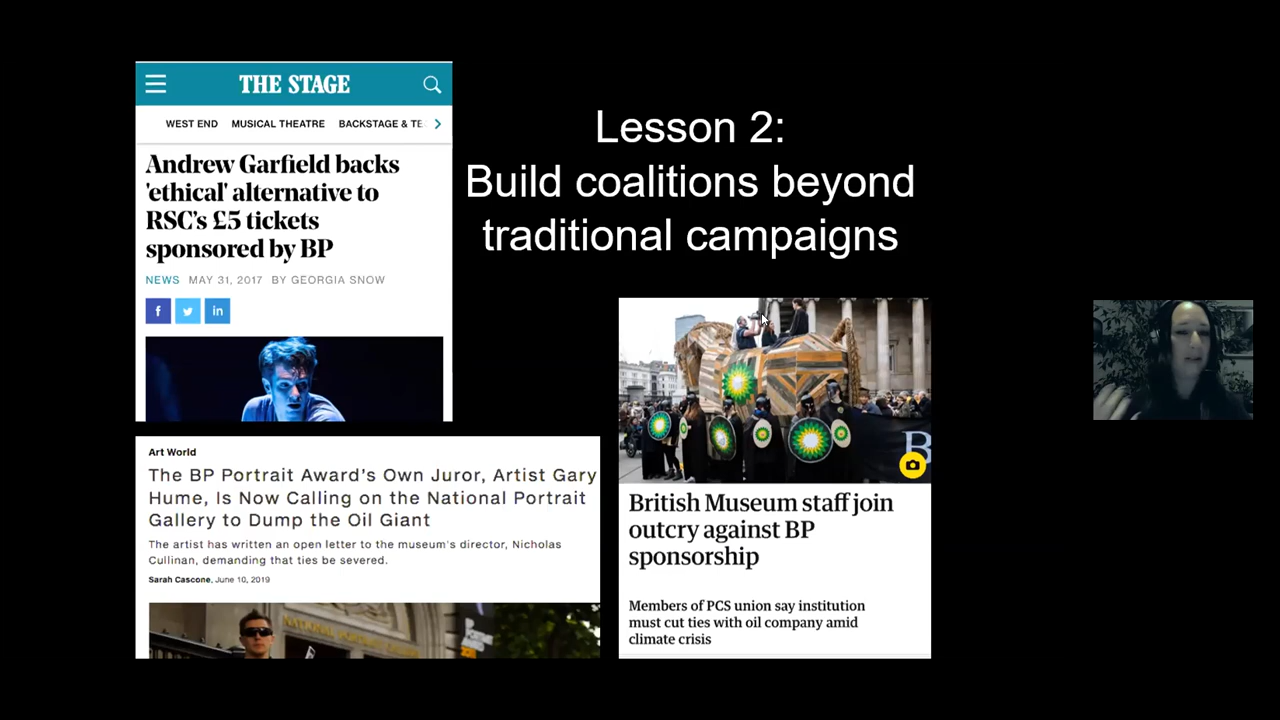 THE STAGE
WEST END MUSICAL THEATRE BACKSTAGE & TE
Andrew Garfield backs
'ethical' alternative to
RSC's £5 tickets
sponsored by BP
NEWS MAY 31, 2017 BY GEORGIA SNOW
Lesson 2:
Build coalitions beyond
traditional campaigns
Art World
The BP Portrait Award's Own Juror, Artist Gary
Hume, Is Now Calling on the National Portrait
Gallery to Dump the Oil Giant
The artist has written an open letter to the museum's director, Nicholas
Cullinan, demanding that ties be severed.
Sarah Cascone, June 10, 2019
NATIONAL PORTRAIT
British Museum staff join
outcry against BP
sponsorship
Members of PCS union say institution
must cut ties with oil company amid
climate crisis